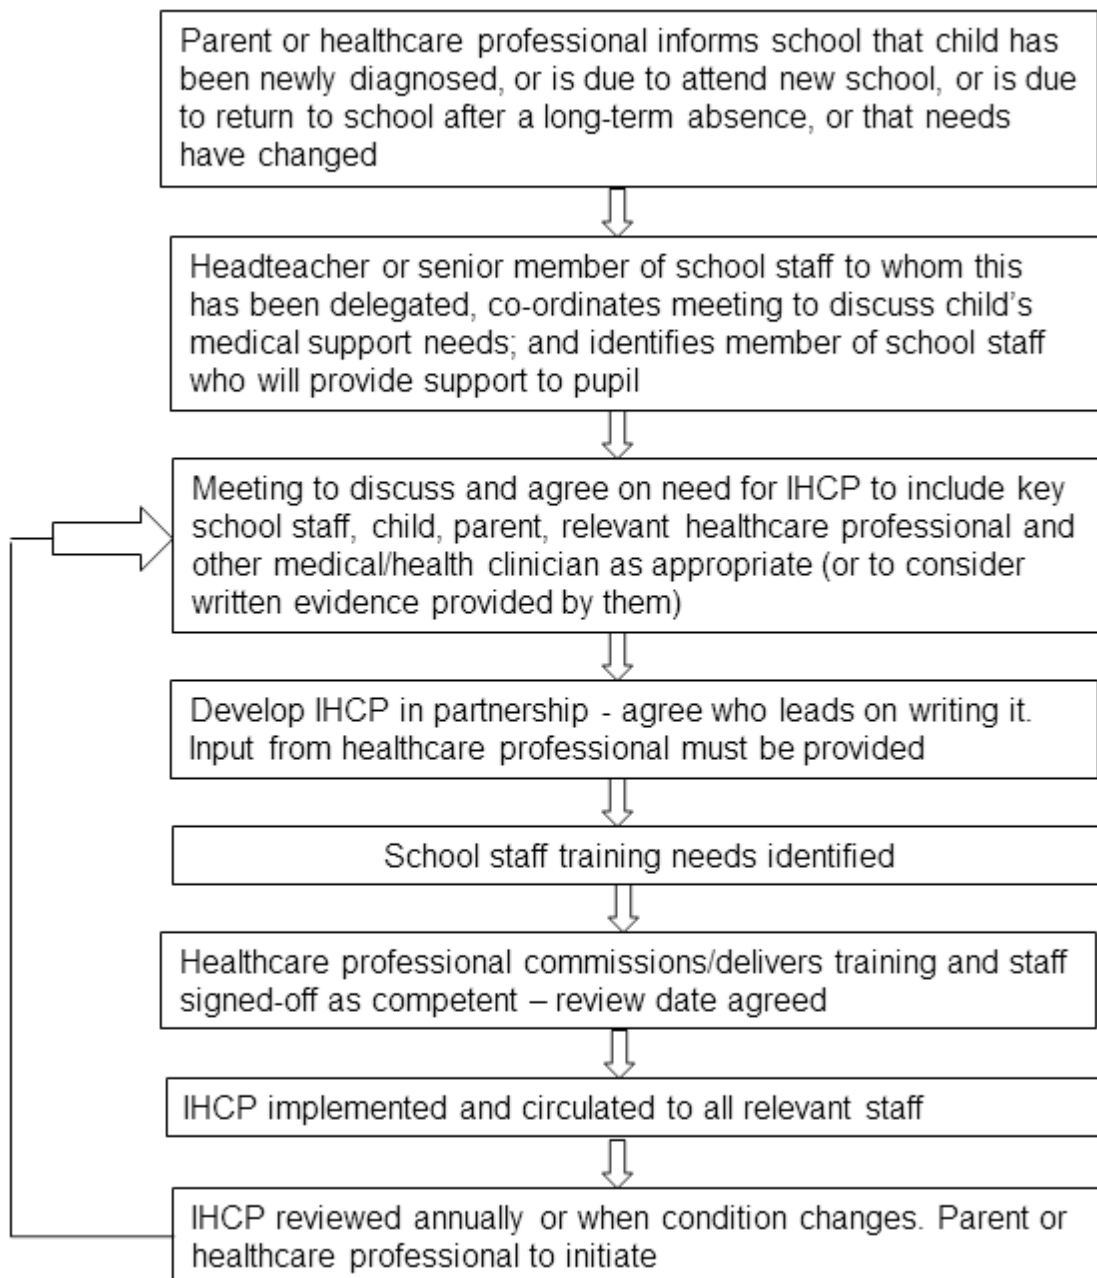 Parent or healthcare professional informs school that child has
been newly diagnosed, or is due to attend new school, or is due
to return to school after a long-term absence, or that needs
have changed
Headteacher or senior member of school staff to whom this
has been delegated, co-ordinates meeting to discuss child's
medical support needs; and identifies member of school staff
who will provide support to pupil
Meeting to discuss and agree on need for IHCP to include key
school staff, child, parent, relevant healthcare professional and
other medical/health clinician as appropriate (or to consider
written evidence provided by them)
Develop IHCP in partnership - agree who leads on writing it.
Input from healthcare professional must be provided
School staff training needs identified
Healthcare professional commissions/delivers training and staff
signed-off as competent – review date agreed
IHCP implemented and circulated to all relevant staff
IHCP reviewed annually or when condition changes. Parent or
healthcare professional to initiate